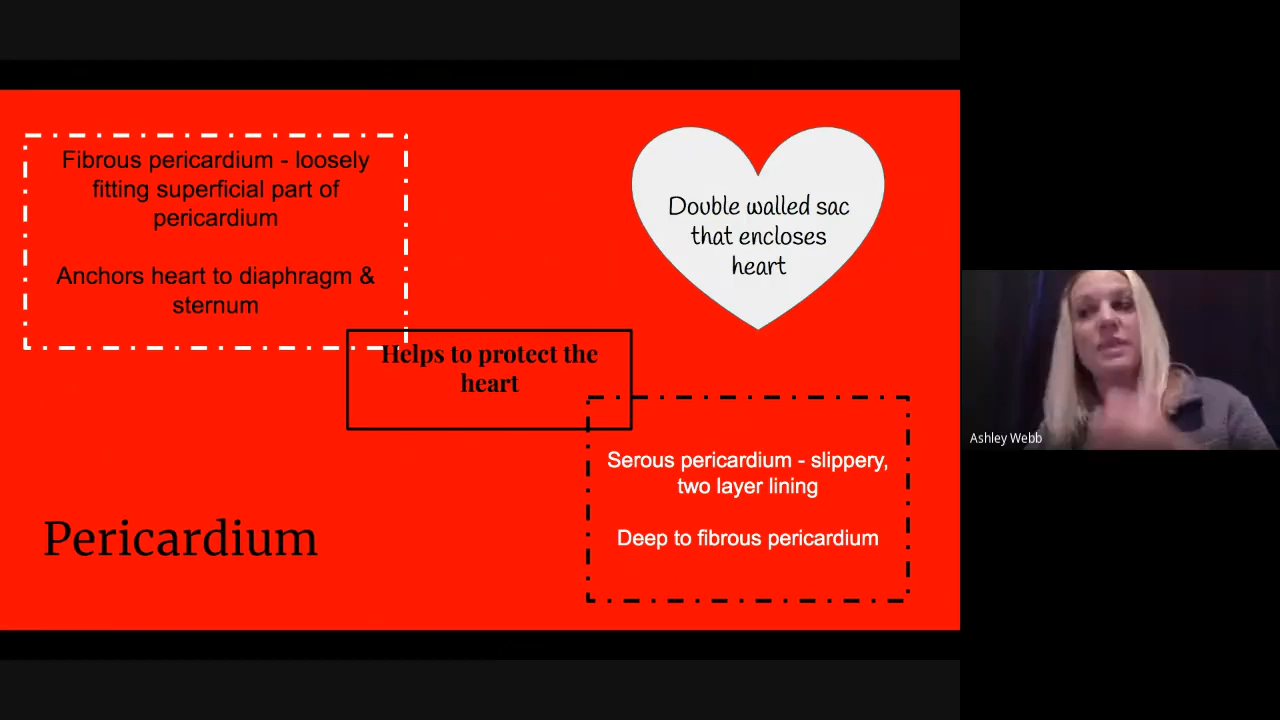 Fibrous pericardium - loosely
fitting superficial part of
pericardium
Anchors heart to diaphragm &
sternum
Double walled sac
that encloses
heart
Helps to protect the
heart
Serous pericardium - slippery,
two layer lining
Deep to fibrous pericardium
Pericardium
Ashley Webb